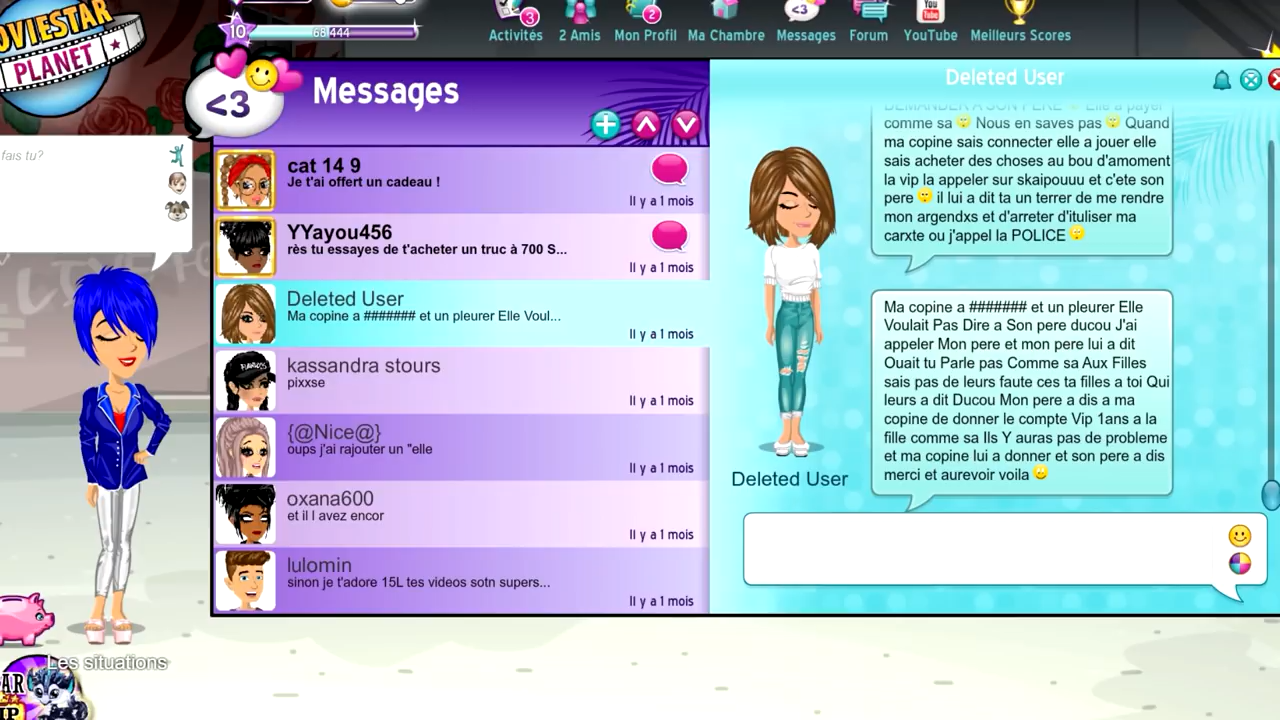 MOVIESTAR
PLANET
10
68 444
3
2
<3
You
Tube
Activités
2 Amis
Mon Profil
Ma Chambre
Messages
Forum
YouTube
Meilleurs Scores
<3
Messages
fais tu?
cat 14 9
Je t'ai offert un cadeau !
Il y a 1 mois
YYayou456
rès tu essayes de t'acheter un truc à 700 S...
Il y a 1 mois
Deleted User
Ma copine a ####### et un pleurer Elle Voul...
Il y a 1 mois
kassandra stours
pixxse
Il y a 1 mois
{@Nice@}
oups j'ai rajouter un "elle
Il y a 1 mois
oxana600
et il l avez encor
Il y a 1 mois
lulomin
sinon je t'adore 15L tes videos sotn supers...
Il y a 1 mois
Deleted User
DEMANDER A SON PERE Elle a payer
comme sa Nous en saves pas Quand
ma copine sais connecter elle a jouer elle
sais acheter des choses au bou d'amoment
la vip la appeler sur skaipouuu et c'ete son
pere il lui a dit ta un terrer de me rendre
mon argendxs et d'arreter d'ituliser ma
carxte ou j'appel la POLICE
Ma copine a ####### et un pleurer Elle
Voulait Pas Dire a Son pere ducou J'ai
appeler Mon pere et mon pere lui a dit
Ouait tu Parle pas Comme sa Aux FIlles
sais pas de leurs faute ces ta filles a toi Qui
leurs a dit Ducou Mon pere a dis a ma
copine de donner le compte Vip 1ans a la
fille comme sa Ils Y auras pas de probleme
et ma copine lui a donner et son pere a dis
merci et aurevoir voila
Deleted User
Les situations